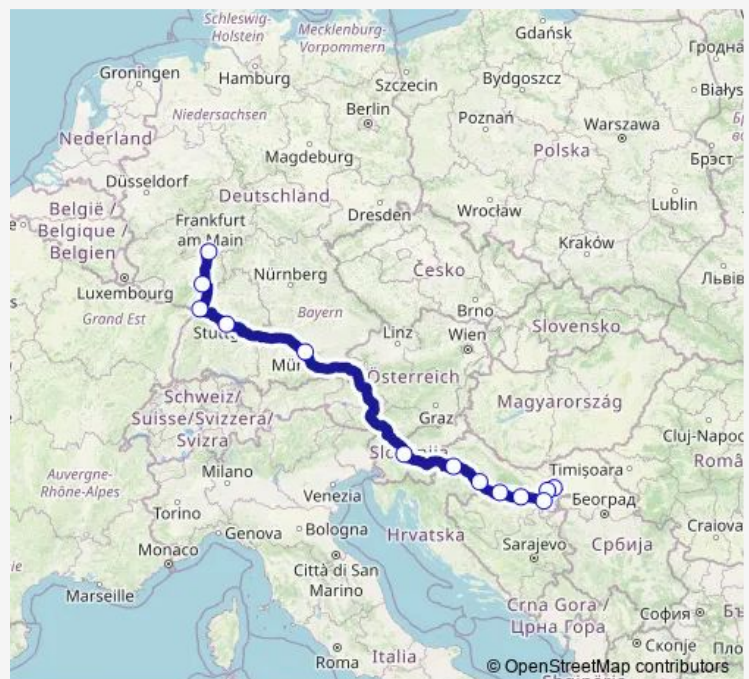 Schleswig-
Holstein
Mecklenburg-
Vorpommern
Gdańsk
Гродна
Groningen
Hamburg
Szczecin
Bydgoszcz
Białys
Niedersachsen
Berlin
Poznań
Warszawa
Nederland
Magdeburg
Polska
Брэст
Düsseldorf
Deutschland
België /
Belgique /
Belgien
Frankfurt
am Main
Dresden
Wrocław
Lublin
Kraków
Luxembourg
Nürnberg
Česko
Львів
Grand Est
Bayern
Brno
Stuttg
Linz
Wien
Slovensko
Mün
Österreich
Schweiz/
Suisse/Svizzera/
Svizra
Graz
Magyarország
Cluj-Napoc
Slovenija
Timișoara
Româ
Auvergne-
Rhône-Alpes
Milano
Venezia
Београд
Torino
Hrvatska
Craiova
Genova
Bologna
Sarajevo
Србија
Monaco
Città di San
Marino
Marseille
Crna Gora /
Црна Гора
София
Скопје
Пло
Roma
Italia
© OpenStreetMap contributors